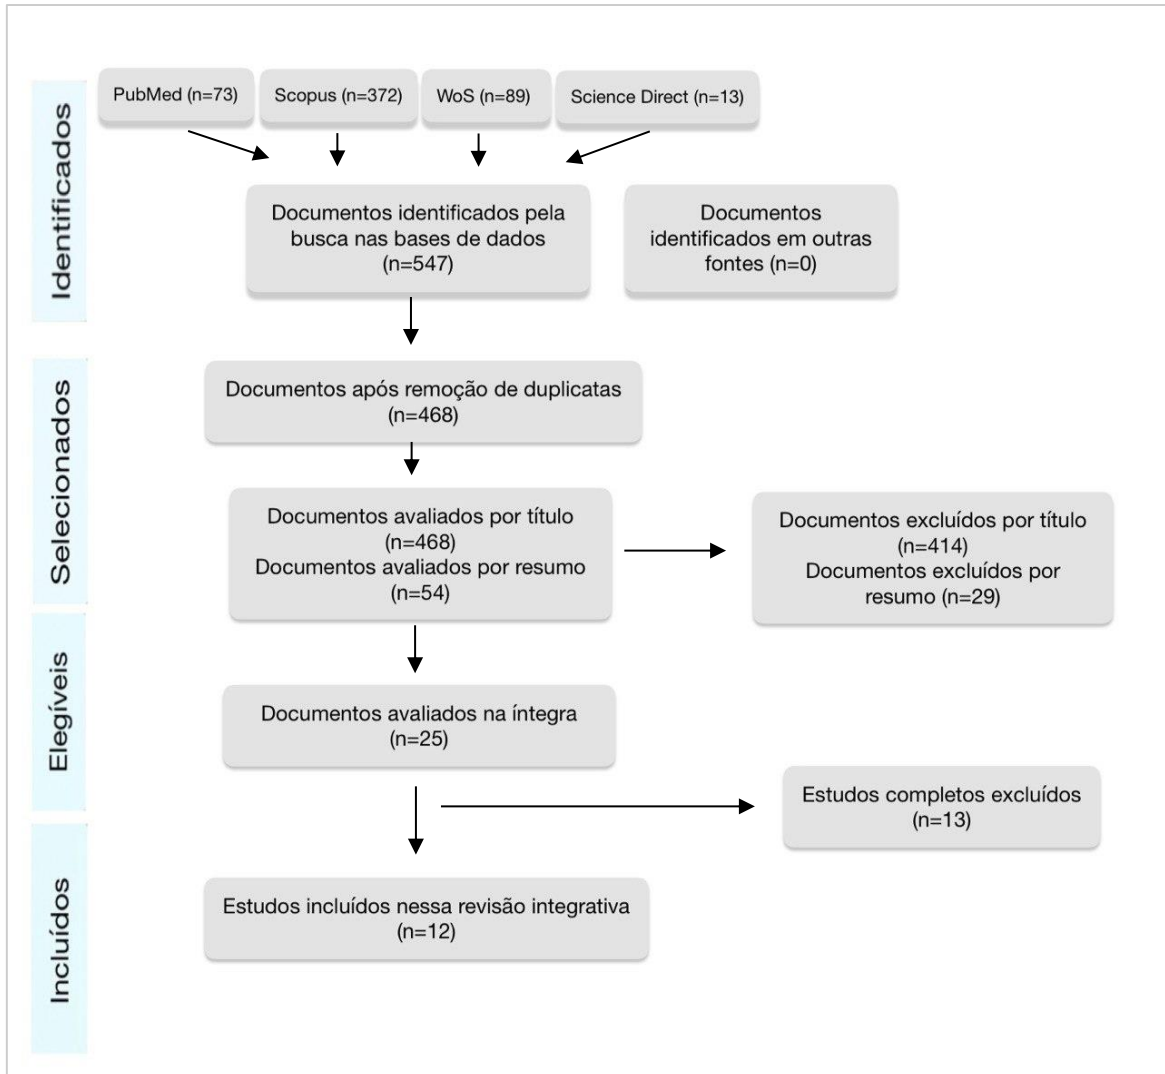 Identificados
PubMed (n=73)
Scopus (n=372)
WoS (n=89)
Science Direct (n=13)
Documentos identificados pela
busca nas bases de dados
(n=547)
Documentos
identificados em outras
fontes (n=0)
Selecionados
Documentos após remoção de duplicatas
(n=468)
Documentos avaliados por título
(n=468)
Documentos avaliados por resumo
(n=54)
Documentos excluídos por título
(n=414)
Documentos excluídos por
resumo (n=29)
Elegíveis
Documentos avaliados na íntegra
(n=25)
Estudos completos excluídos
(n=13)
Incluídos
Estudos incluídos nessa revisão integrativa
(n=12)